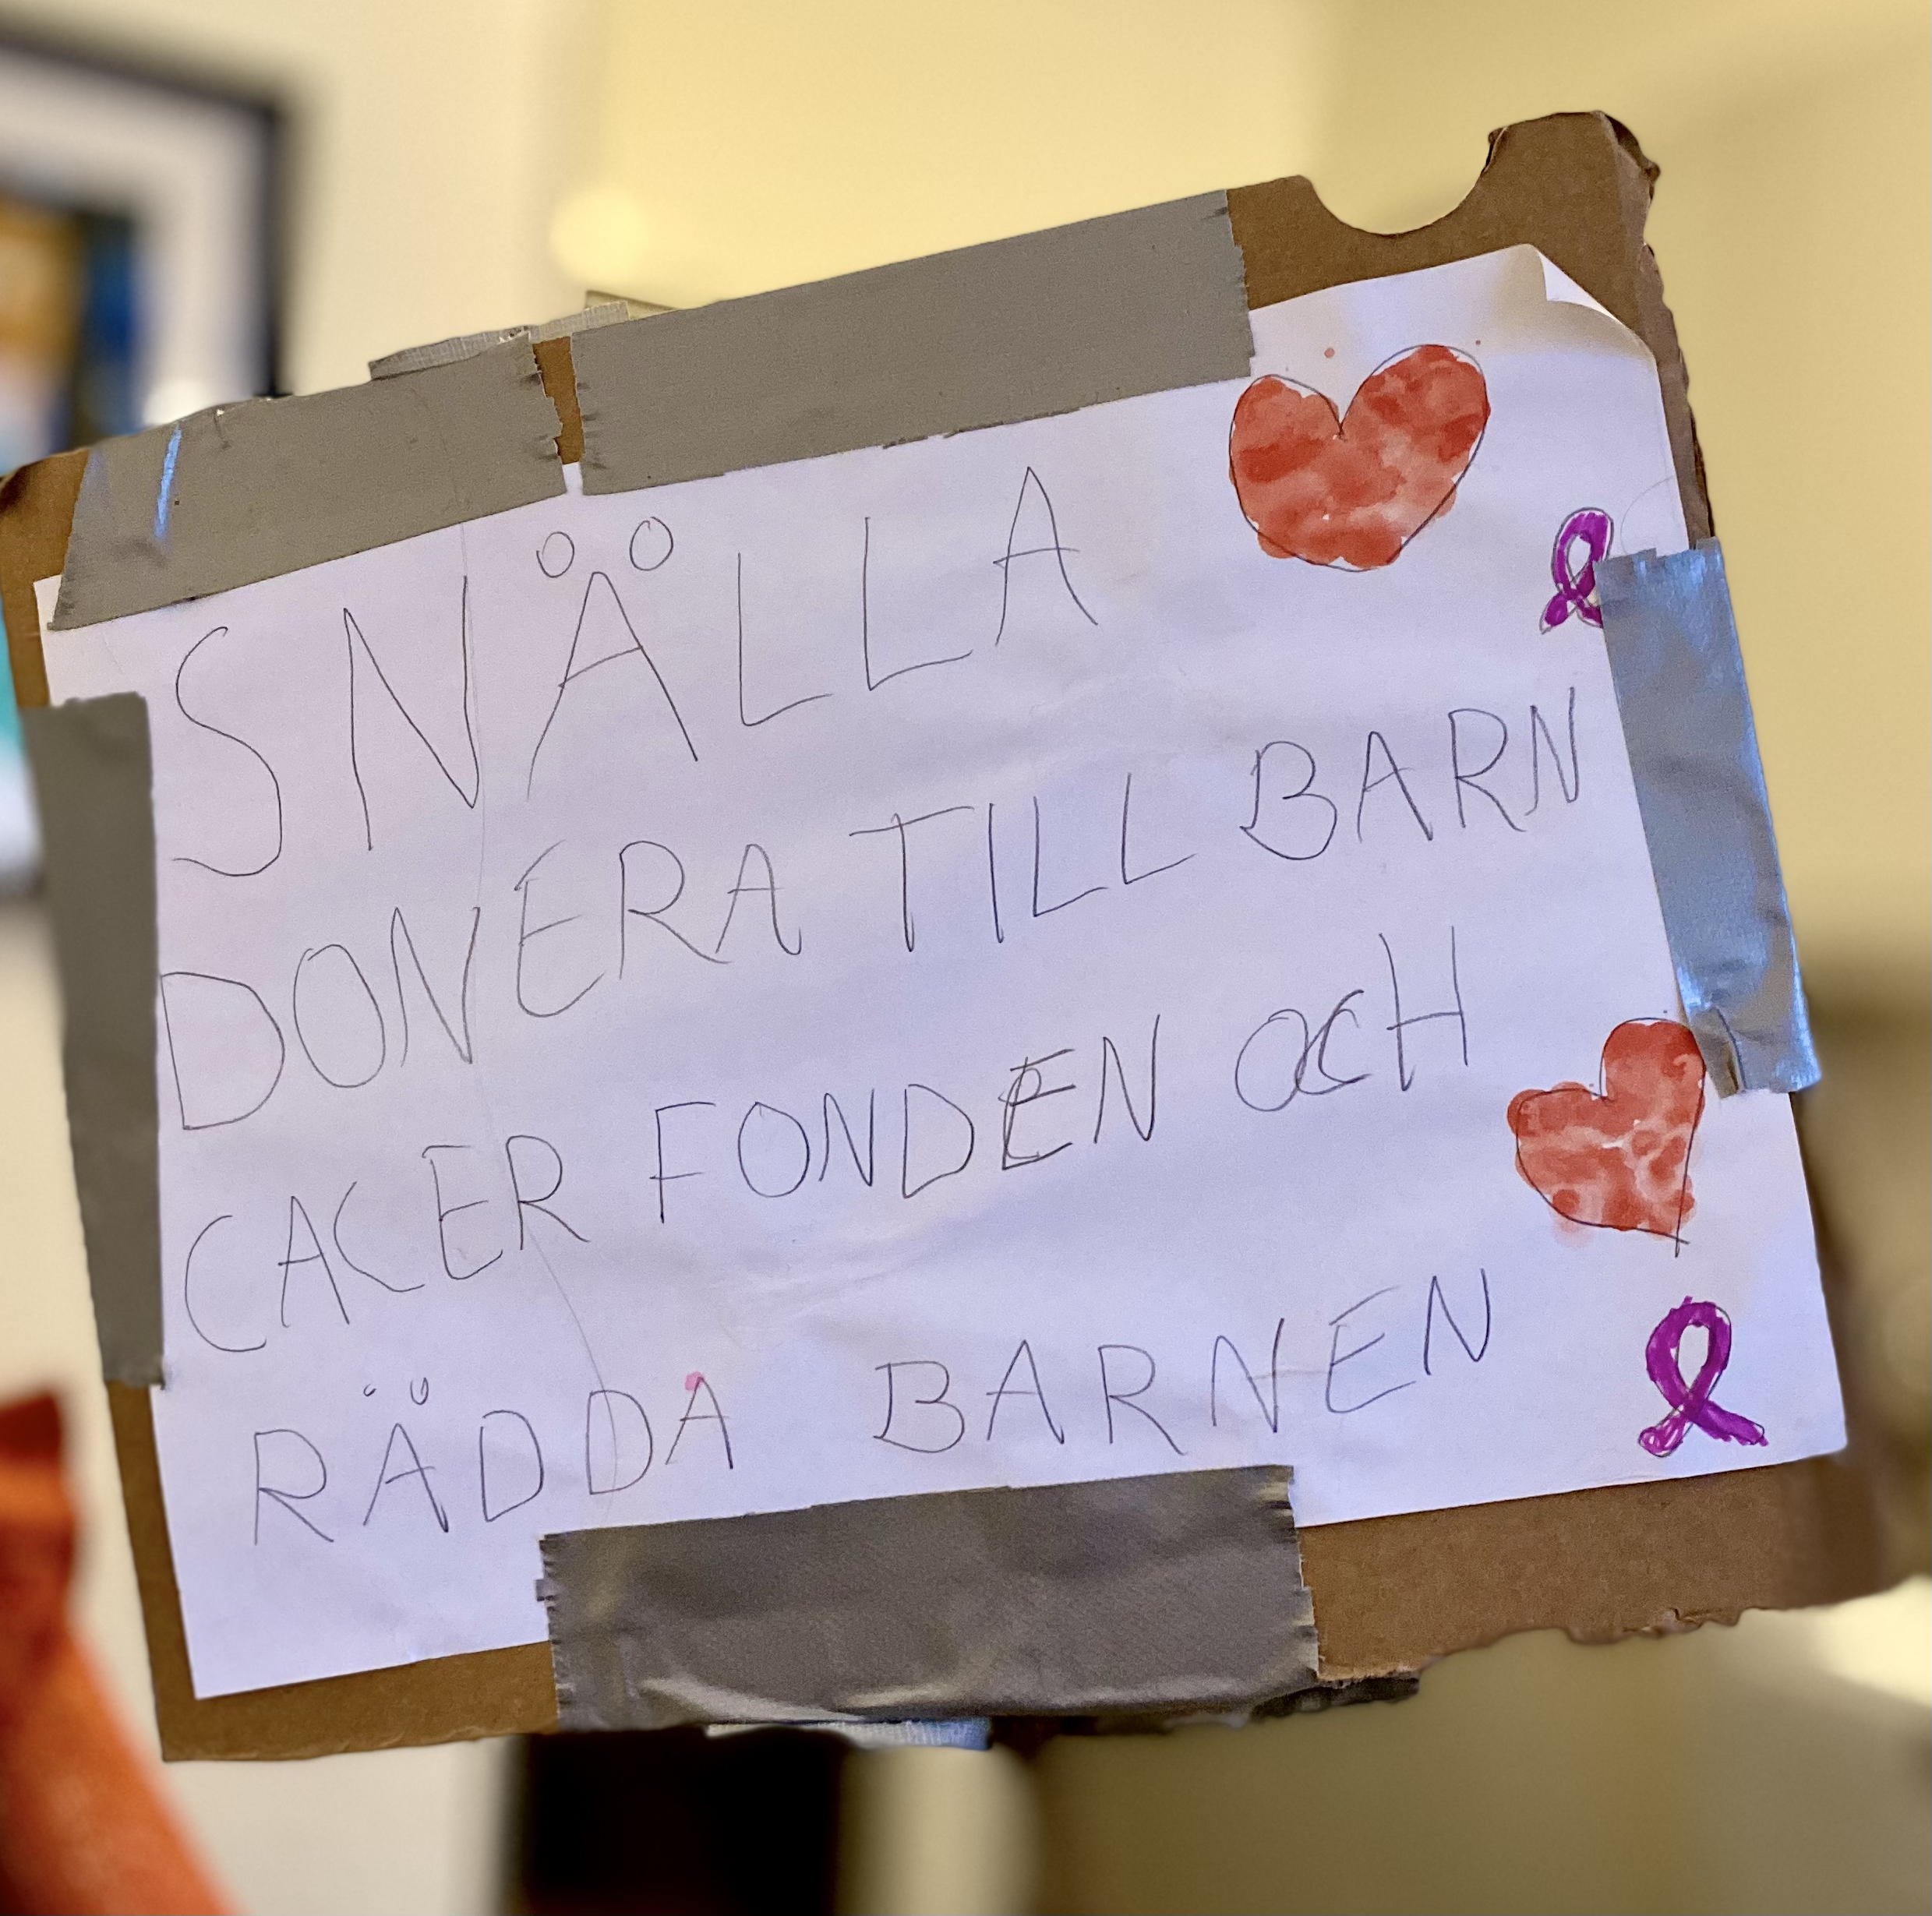 SNÄLLA
DONERA TILL BARN
CACER FONDEN OCH
RÄDDA BARNEN